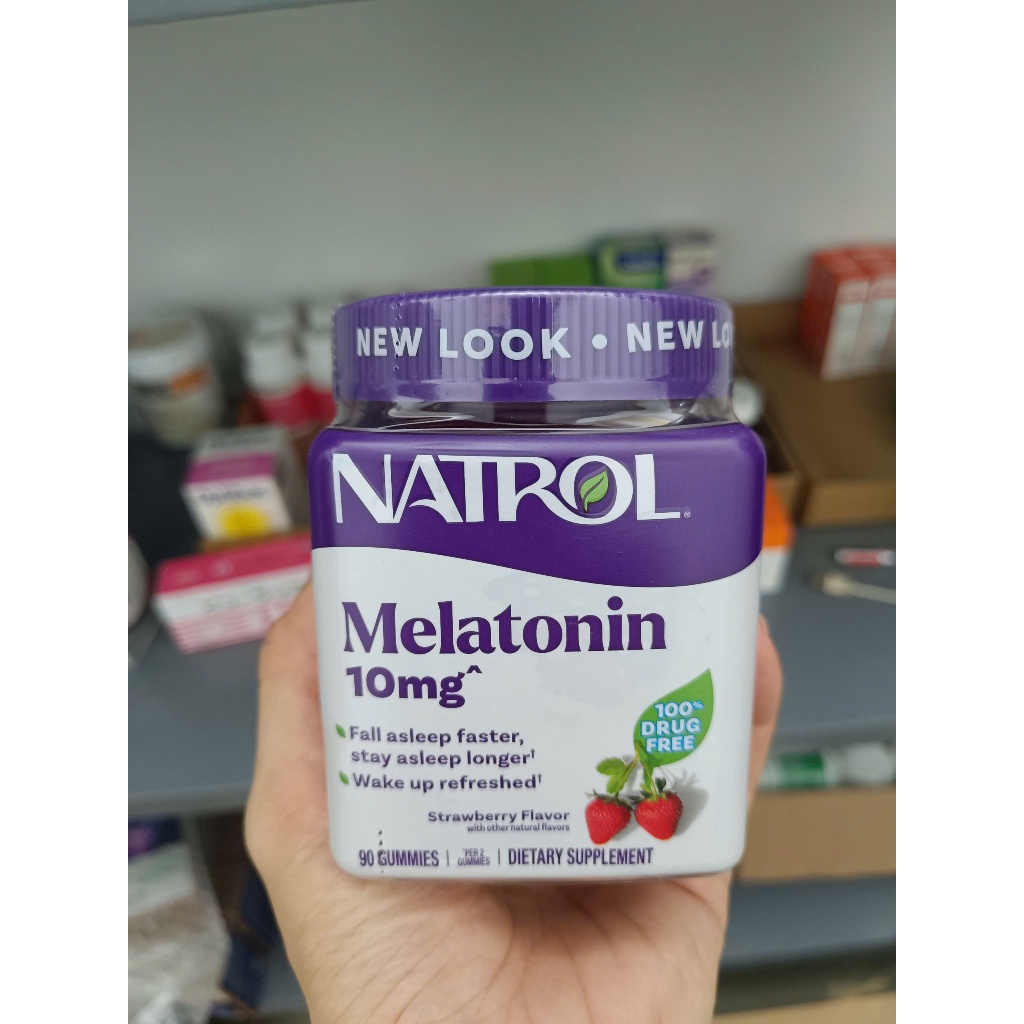 NEW LOOK • NEW LO
NATROL®
Melatonin
10mg^
Fall asleep faster,
stay asleep longer†
Wake up refreshed†
100%
DRUG
FREE
Strawberry Flavor
with other natural flavors
90 GUMMIES | ^PER 2 GUMMIES | DIETARY SUPPLEMENT